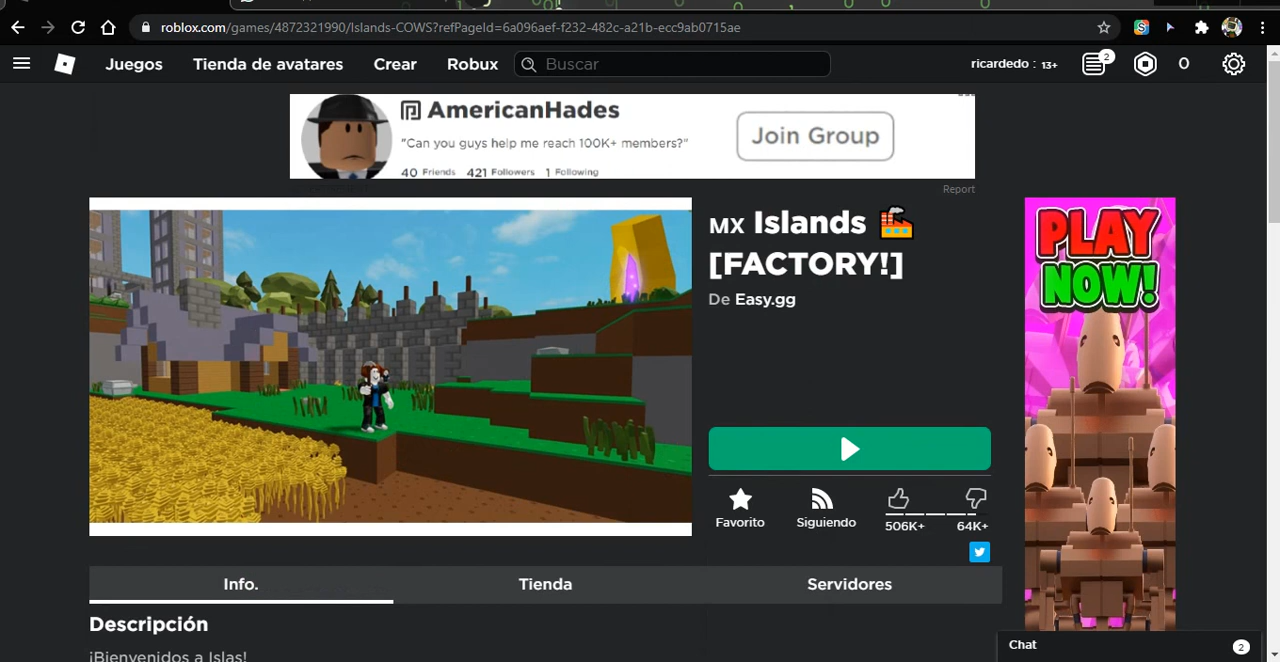 roblox.com/games/4872321990/Islands-COWS?refPageId=6a096aef-f232-482c-a21b-ecc9ab0715ae
Juegos
Tienda de avatares
Crear
Robux
Buscar
ricardedo : 13+
2
0
AmericanHades
"Can you guys help me reach 100K+ members?"
40 Friends 421 Followers 1 Following
Join Group
Report
MX Islands
[FACTORY!]
De Easy.gg
PLAY
NOW!
Favorito
Siguiendo
506K+
64K+
Info.
Tienda
Servidores
Descripción
¡Bienvenidos a Islas!
Chat
2